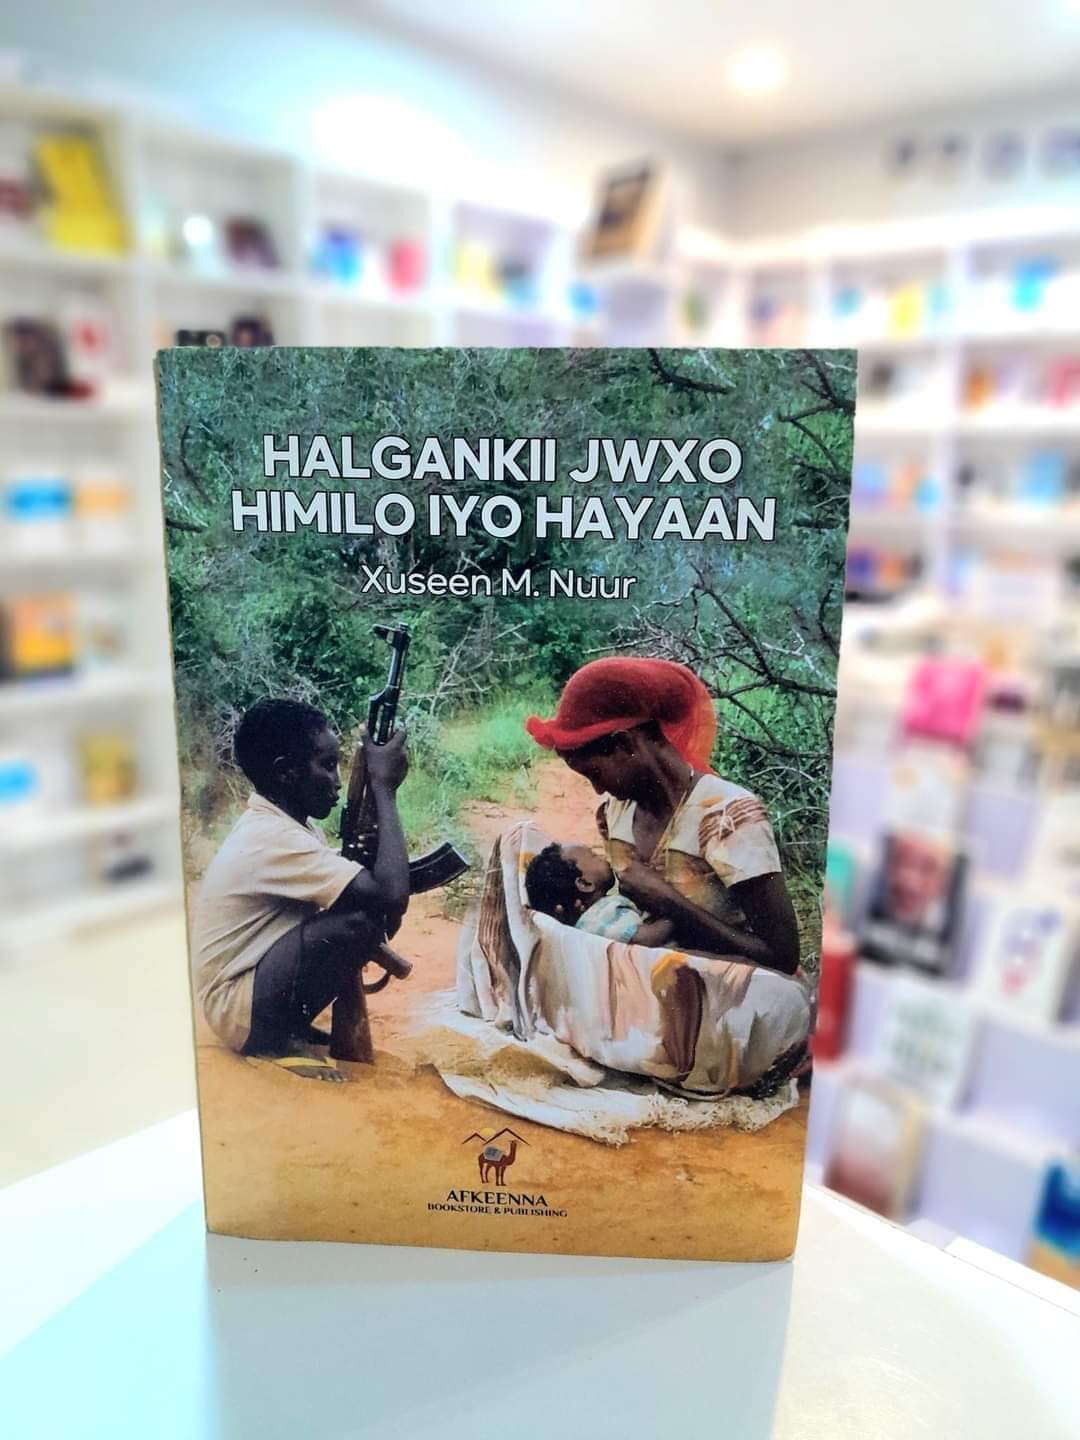 HALGANKII JWXO
HIMILO IYO HAYAAN
Xuseen M. Nuur
AFKEENNA
BOOKSTORE & PUBLISHING